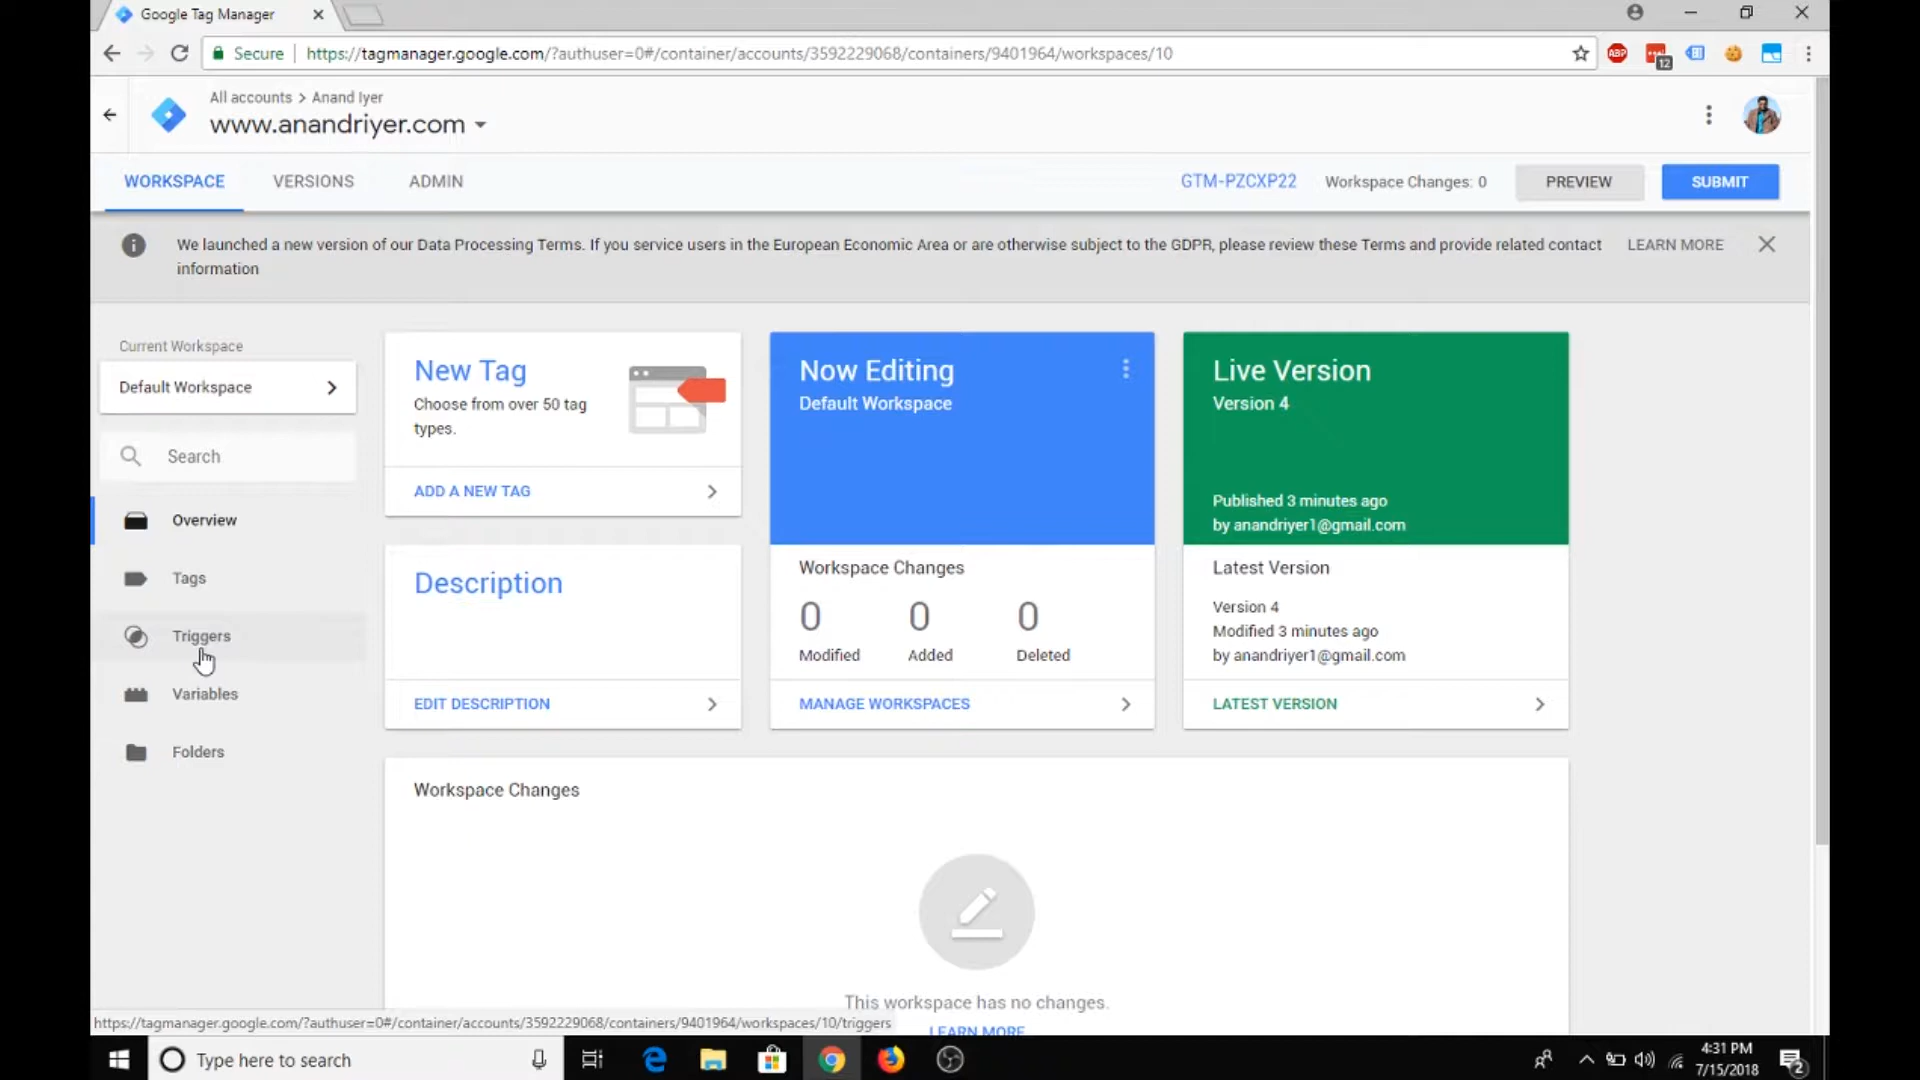 Google Tag Manager
Secure
https://tagmanager.google.com/?authuser=0#/container/accounts/3592229068/containers/9401964/workspaces/10
ABP
12
All accounts > Anand Iyer
www.anandriyer.com
WORKSPACE
VERSIONS
ADMIN
GTM-PZCXP22
Workspace Changes: 0
PREVIEW
SUBMIT
We launched a new version of our Data Processing Terms. If you service users in the European Economic Area or are otherwise subject to the GDPR, please review these Terms and provide related contact
information
LEARN MORE
Current Workspace
Default Workspace
Search
Overview
Tags
Triggers
Variables
Folders
New Tag
Choose from over 50 tag
types.
ADD A NEW TAG
Description
EDIT DESCRIPTION
Now Editing
Default Workspace
Workspace Changes
0 0 0
Modified Added Deleted
MANAGE WORKSPACES
Live Version
Version 4
Published 3 minutes ago
by anandriyer1@gmail.com
Latest Version
Version 4
Modified 3 minutes ago
by anandriyer1@gmail.com
LATEST VERSION
Workspace Changes
This workspace has no changes.
LEARN MORE
https://tagmanager.google.com/?authuser=0#/container/accounts/3592229068/containers/9401964/workspaces/10/triggers
Type here to search
4:31 PM
7/15/2018
2